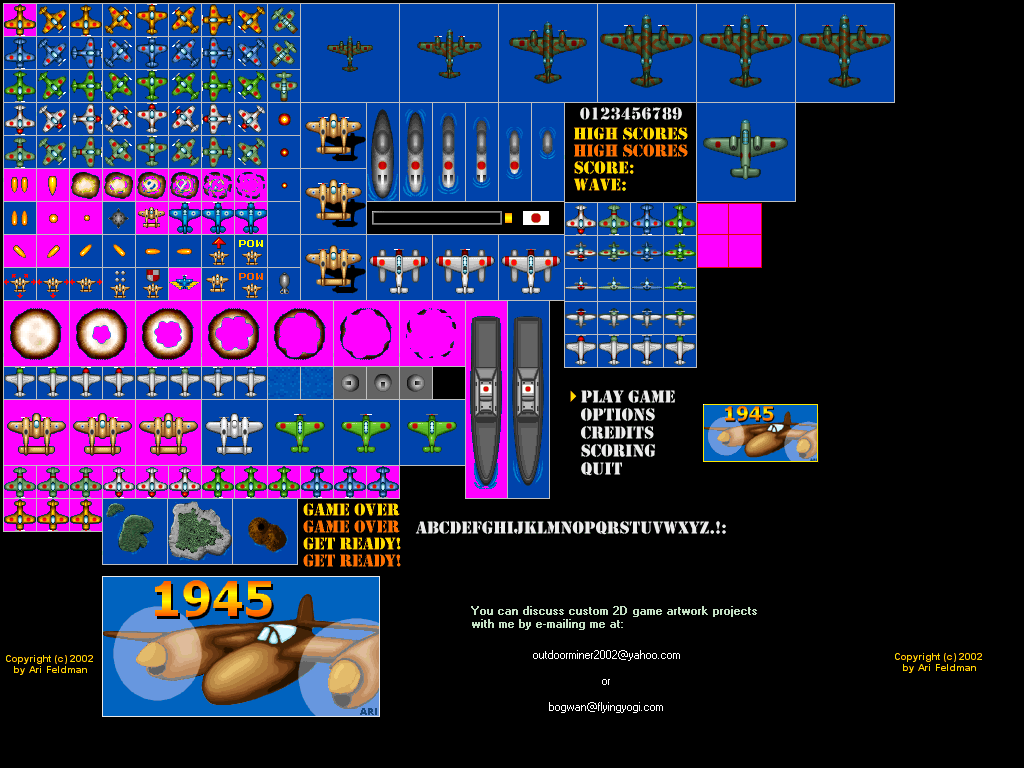 0123456789
HIGH SCORES
HIGH SCORES
SCORE:
WAVE:
POW
POW
PLAY GAME
OPTIONS
CREDITS
SCORING
QUIT
1945
GAME OVER
GAME OVER
GET READY!
GET READY!
ABCDEFGHIJKLMNOPQRSTUVWXYZ.!:
1945
ARI
You can discuss custom 2D game artwork projects
with me by e-mailing me at:
outdoorminer2002@yahoo.com
or
bogwan@flyingyogi.com
Copyright (c) 2002
by Ari Feldman
Copyright (c) 2002
by Ari Feldman